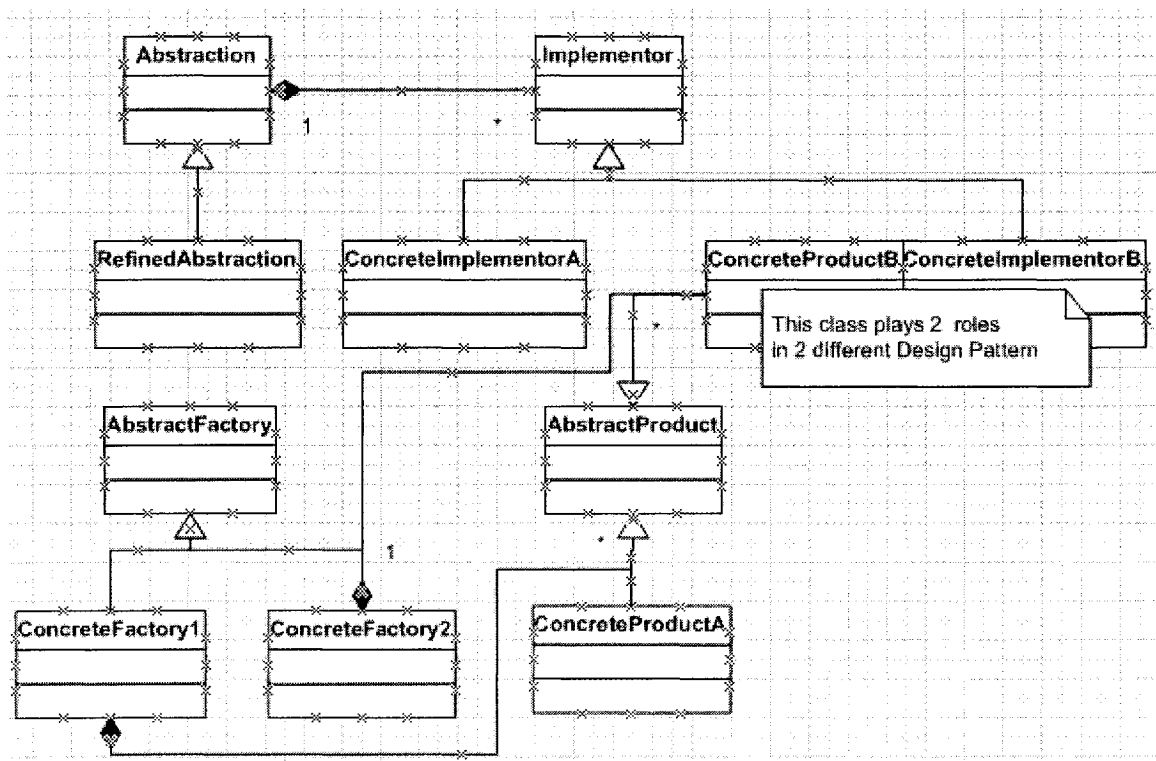 Abstraction
Implementor
1
*
RefinedAbstraction
ConcreteImplementorA
ConcreteProductB
ConcreteImplementorB
This class plays 2 roles
in 2 different Design Pattern
*
AbstractFactory
AbstractProduct
1
*
ConcreteFactory1
ConcreteFactory2
ConcreteProductA